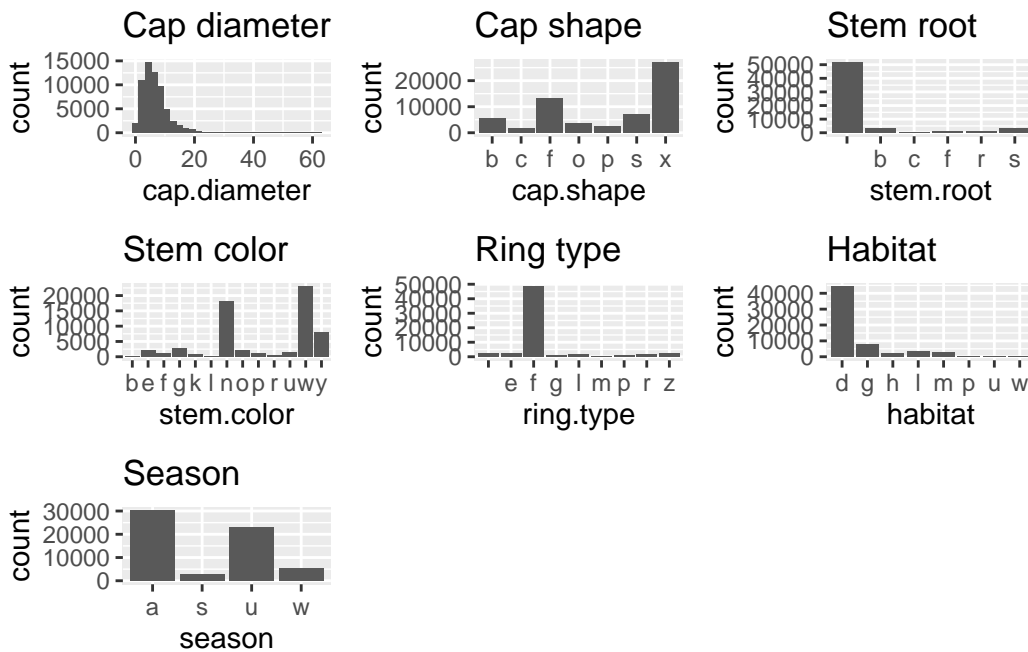 Cap diameter
count
15000
10000
5000
0
0 20 40 60
cap.diameter
Cap shape
count
20000
10000
0
b c f o p s x
cap.shape
Stem root
count
50000
40000
30000
20000
10000
0
b c f r s
stem.root
Stem color
count
20000
15000
10000
5000
0
b e f g k l n o p r u w y
stem.color
Ring type
count
50000
40000
30000
20000
10000
0
e f g l m p r z
ring.type
Habitat
count
40000
30000
20000
10000
0
d g h l m p u w
habitat
Season
count
30000
20000
10000
0
a s u w
season